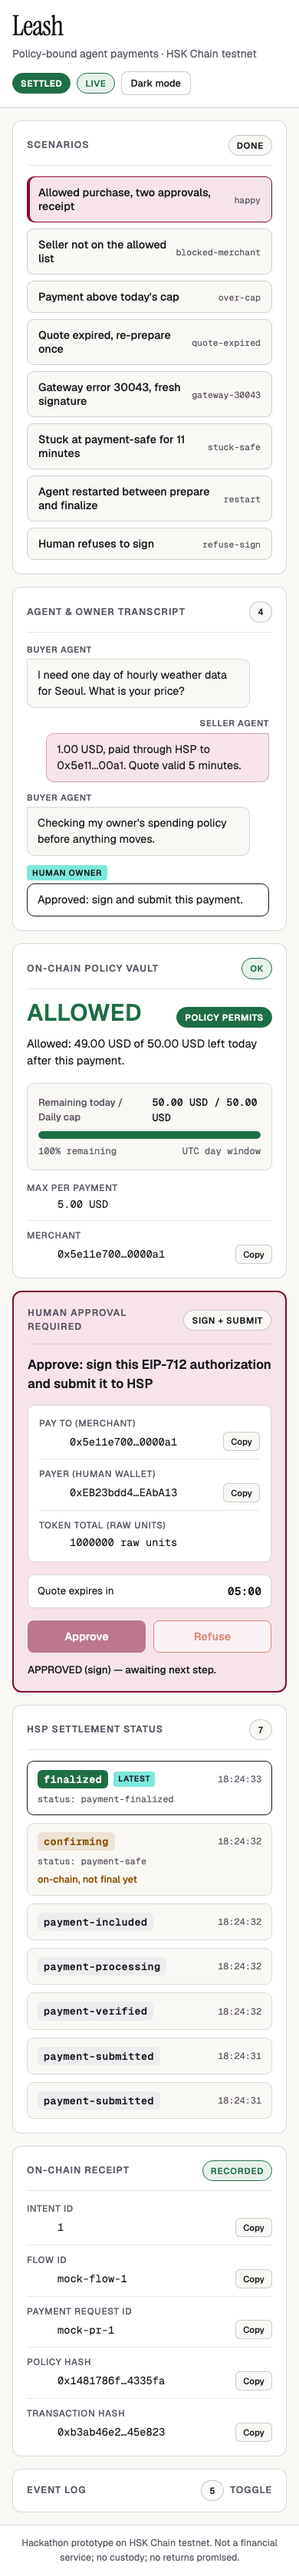 Leash
Policy-bound agent payments · HSK Chain testnet
SETTLED LIVE Dark mode
SCENARIOS DONE
Allowed purchase, two approvals,
receipt
happy
Seller not on the allowed
list
blocked-merchant
Payment above today's cap over-cap
Quote expired, re-prepare
once
quote-expired
Gateway error 30043, fresh
signature
gateway-30043
Stuck at payment-safe for 11
minutes
stuck-safe
Agent restarted between prepare
and finalize
restart
Human refuses to sign refuse-sign
AGENT & OWNER TRANSCRIPT 4
BUYER AGENT
I need one day of hourly weather data
for Seoul. What is your price?
SELLER AGENT
1.00 USD, paid through HSP to
0x5e11...00a1. Quote valid 5 minutes.
BUYER AGENT
Checking my owner's spending policy
before anything moves.
HUMAN OWNER
Approved: sign and submit this payment.
ON-CHAIN POLICY VAULT OK
ALLOWED POLICY PERMITS
Allowed: 49.00 USD of 50.00 USD left today
after this payment.
Remaining today /
Daily cap
50.00 USD / 50.00
USD
100% remaining UTC day window
MAX PER PAYMENT
5.00 USD
MERCHANT
0x5e11e700…0000a1 Copy
HUMAN APPROVAL
REQUIRED
SIGN + SUBMIT
Approve: sign this EIP-712 authorization
and submit it to HSP
PAY TO (MERCHANT)
0x5e11e700…0000a1 Copy
PAYER (HUMAN WALLET)
0xEB23bdd4…EAbA13 Copy
TOKEN TOTAL (RAW UNITS)
1000000 raw units
Quote expires in 05:00
Approve Refuse
APPROVED (sign) — awaiting next step.
HSP SETTLEMENT STATUS 7
finalized LATEST 18:24:33
status: payment-finalized
confirming 18:24:32
status: payment-safe
on-chain, not final yet
payment-included 18:24:32
payment-processing 18:24:32
payment-verified 18:24:32
payment-submitted 18:24:31
payment-submitted 18:24:31
ON-CHAIN RECEIPT RECORDED
INTENT ID
1 Copy
FLOW ID
mock-flow-1 Copy
PAYMENT REQUEST ID
mock-pr-1 Copy
POLICY HASH
0x1481786f…4335fa Copy
TRANSACTION HASH
0xb3ab46e2…45e823 Copy
EVENT LOG 5 TOGGLE
Hackathon prototype on HSK Chain testnet. Not a financial
service; no custody; no returns promised.